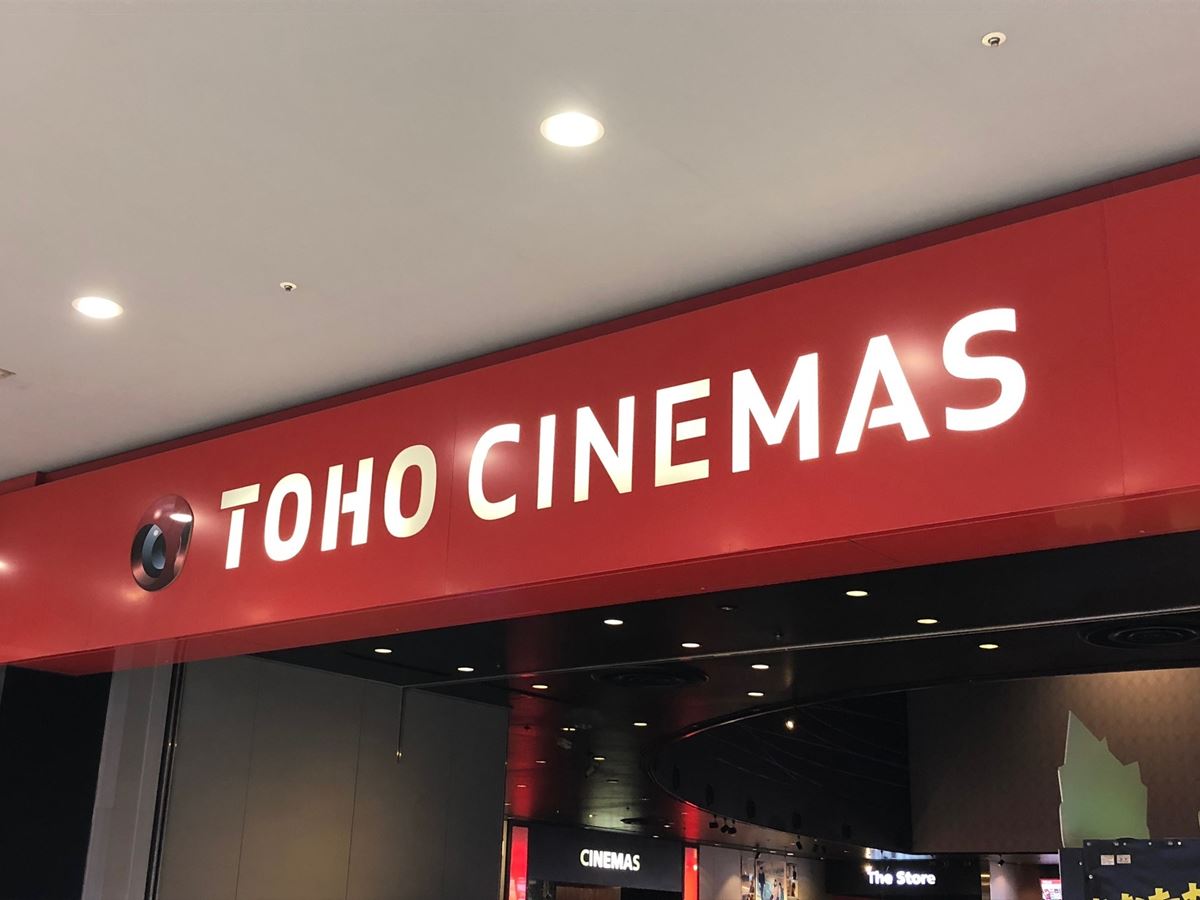 TOHO CINEMAS
CINEMAS
The Store